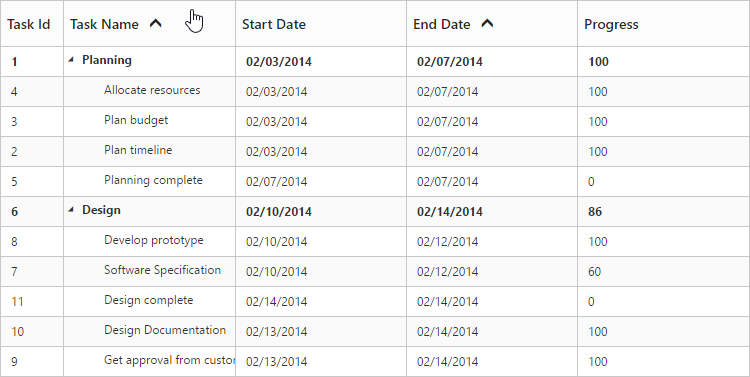 Task Id Task Name Start Date End Date Progress
1 Planning 02/03/2014 02/07/2014 100
4 Allocate resources 02/03/2014 02/07/2014 100
3 Plan budget 02/03/2014 02/07/2014 100
2 Plan timeline 02/03/2014 02/07/2014 100
5 Planning complete 02/07/2014 02/07/2014 0
6 Design 02/10/2014 02/14/2014 86
8 Develop prototype 02/10/2014 02/12/2014 100
7 Software Specification 02/10/2014 02/12/2014 60
11 Design complete 02/14/2014 02/14/2014 0
10 Design Documentation 02/13/2014 02/14/2014 100
9 Get approval from custo 02/13/2014 02/14/2014 100